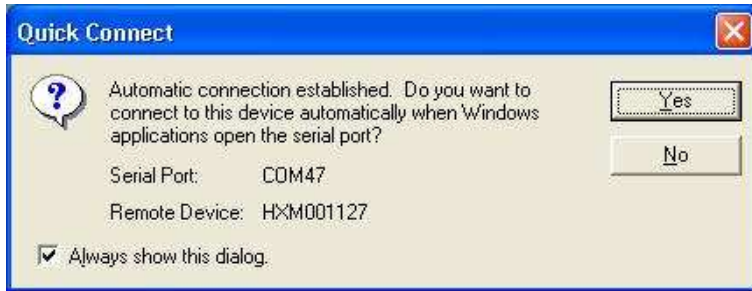 Quick Connect
Automatic connection established. Do you want to
connect to this device automatically when Windows
applications open the serial port?
Serial Port: COM47
Remote Device: HXM001127
Always show this dialog.
Yes
No